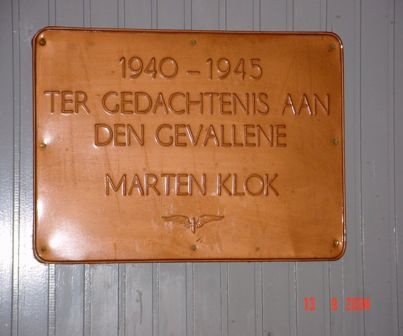 1940 – 1945
TER GEDACHTENIS AAN
DEN GEVALLENE
MARTEN KLOK